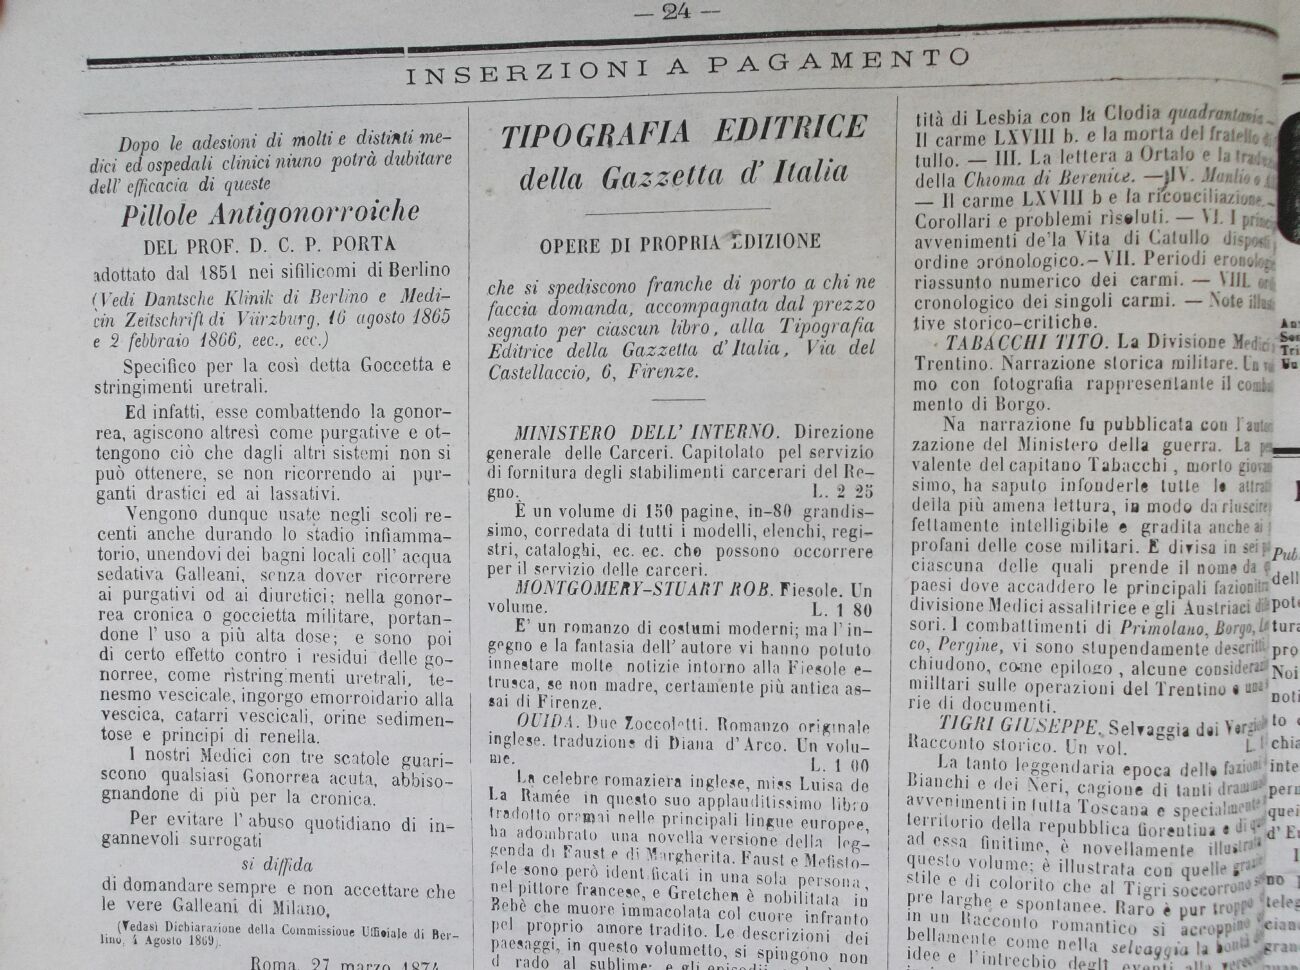 — 24 —
INSERZIONI A PAGAMENTO
Dopo le adesioni di molti e distinti me-
dici ed ospedali clinici niuno potrà dubitare
dell' efficacia di queste
Pillole Antigonorroiche
DEL PROF. D. C. P. PORTA
adottato dal 1851 nei sifilicomi di Berlino
(Vedi Dantsche Klinik di Berlino e Medi-
cin Zeitschrift di Vürzburg, 16 agosto 1865
e 2 febbraio 1866, eec., ecc.)
Specifico per la così detta Goccetta e
stringimenti uretrali.
Ed infatti, esse combattendo la gonor-
rea, agiscono altresì come purgative e ot-
tengono ciò che dagli altri sistemi non si
può ottenere, se non ricorrendo ai pur-
ganti drastici ed ai lassativi.
Vengono dunque usate negli scoli re-
centi anche durando lo stadio infiamma-
torio, unendovi dei bagni locali coll' acqua
sedativa Galleani, senza dover ricorrere
ai purgativi od ai diuretici; nella gonor-
rea cronica o goccietta militare, portan-
done l' uso a più alta dose; e sono poi
di certo effetto contro i residui delle go-
norree, come ristring menti uretrali, te-
nesmo vescicale, ingorgo emorroidario alla
vescica, catarri vescicali, orine sedimen-
tose e principi di renella.
I nostri Medici con tre scatole guari-
scono qualsiasi Gonorrea acuta, abbiso-
gnandone di più per la cronica.
Per evitare l' abuso quotidiano di in-
gannevoli surrogati
si diffida
di domandare sempre e non accettare che
le vere Galleani di Milano,
(Vedasi Dichiarazione della Commissione Ufficiale di Ber-
lino, 4 Agosto 1869).
Roma, 27 marzo 1874
TIPOGRAFIA EDITRICE
della Gazzetta d' Italia
OPERE DI PROPRIA EDIZIONE
che si spediscono franche di porto a chi ne
faccia domanda, accompagnata dal prezzo
segnato per ciascun libro, alla Tipografia
Editrice della Gazzetta d' Italia, Via del
Castellaccio, 6, Firenze.
MINISTERO DELL' INTERNO. Direzione
generale delle Carceri. Capitolato pel servizio
di fornitura degli stabilimenti carcerari del Re-
gno. L. 2 25
È un volume di 150 pagine, in-80 grandis-
simo, corredata di tutti i modelli, elenchi, regi-
stri, cataloghi, ec. ec. che possono occorrere
per il servizio delle carceri.
MONTGOMERY-STUART ROB. Fiesole. Un
volume. L. 1 80
E' un romanzo di costumi moderni; ma l' in-
gegno e la fantasia dell' autore vi hanno potuto
innestare molte notizie intorno alla Fiesole e-
trusca, se non madre, certamente più antica as-
sai di Firenze.
OUIDA. Due Zoccoletti. Romanzo originale
inglese. traduzione di Diana d' Arco. Un volu-
me. L. 1 00
La celebre romaziera inglese, miss Luisa de
La Ramée in questo suo applauditissimo libro
tradotto oramai nelle principali lingue europee,
ha adombrato una novella versione della leg-
genda di Faust e di Margherita. Faust e Mefisto-
fele sono però ident ficati in una sola persona,
nel pittore francese, e Gretchen è nobilitata in
Bebè che muore immacolata col cuore infranto
pel proprio amore tradito. Le descrizioni dei
paesaggi, in questo volumetto, si spingono non
di rado al sublime; e gli
tità di Lesbia con la Clodia quadrantaria
Il carme LXVIII b. e la morta del fratello
tullo. — III. La lettera a Ortalo e la
della Chioma di Berenice. — IV. Manlio o
— Il carme LXVIII b e la riconciliazione. —
Corollari e problemi risoluti. — VI. I
avvenimenti de'la Vita di Catullo
ordine cronologico. — VII. Periodi
riassunto numerico dei carmi. — VIII.
cronologico dei singoli carmi. — Note
tive storico-critiche.
TABACCHI TITO. La Divisione Medici
Trentino. Narrazione storica militare. Un
mo con fotografia rappresentante il
mento di Borgo.
Na narrazione fu pubblicata con l'
zazione del Ministero della guerra. La
valente del capitano Tabacchi, morto
simo, ha saputo infonderle tutte le
della più amena lettura, in modo da
fettamente intelligibile e gradita anche ai
profani delle cose militari. E divisa in sei
ciascuna delle quali prende il nome da
paesi dove accaddero le principali
divisione Medici assalitrice e gli Austriaci
sori. I combattimenti di Primolano, Borgo,
co, Pergine, vi sono stupendamente
chiudono, come epilogo, alcune
militari sulle operazioni del Trentino e una
rie di documenti.
TIGRI GIUSEPPE. Selvaggia dei
Racconto storico. Un vol. L.
La tanto leggendaria epoca delle fazioni
Bianchi e dei Neri, cagione di tanti
avvenimenti in tutta Toscana e specialmente
territorio della repubblica fiorentina e di
ad essa finitime, è novellamente
questo volume; è illustrata con quelle
stile e di colorito che al Tigri soccorrono
pre larghe e spontanee. Raro è pur troppo
in un Racconto romantico si accoppino
bellamente come nella selvaggia la bontà
idee e l' intreccio degli eventi alla